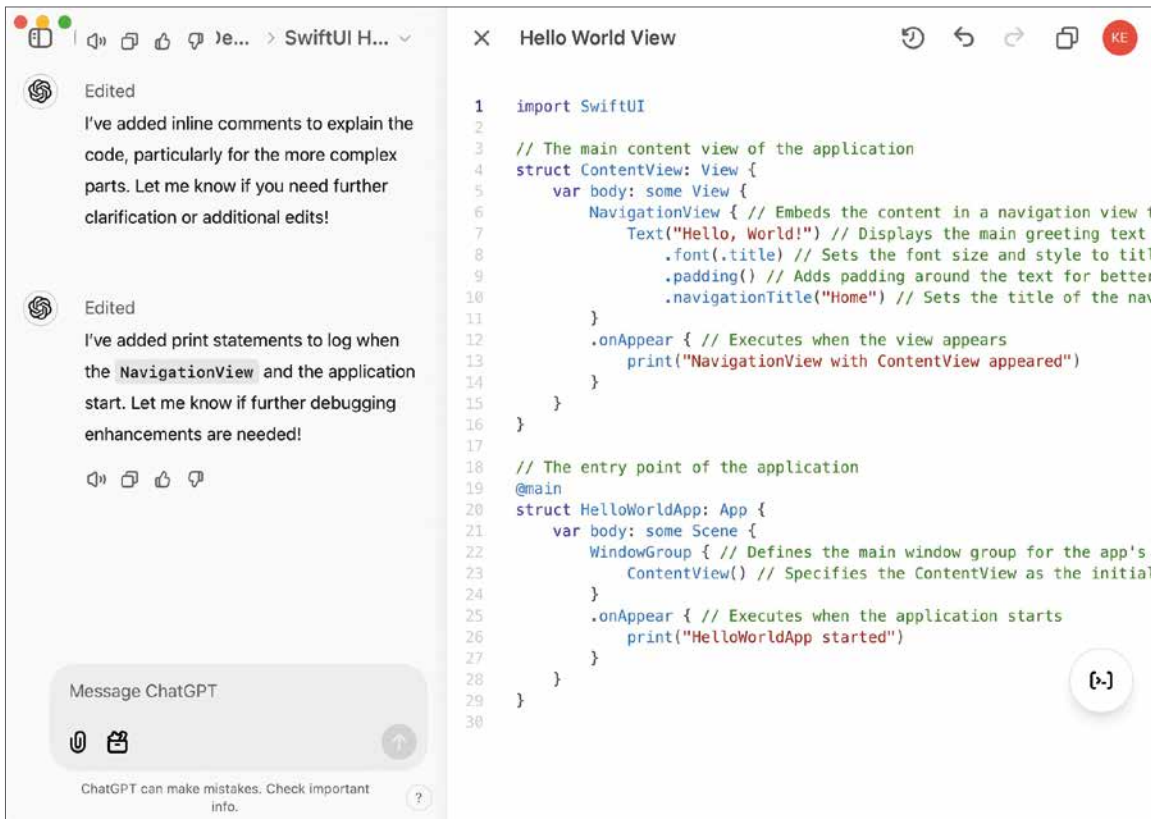 SwiftUI H...
Edited
I've added inline comments to explain the
code, particularly for the more complex
parts. Let me know if you need further
clarification or additional edits!
Edited
I've added print statements to log when
the NavigationView and the application
start. Let me know if further debugging
enhancements are needed!
Message ChatGPT
ChatGPT can make mistakes. Check important
info.
?
Hello World View
KE
1 import SwiftUI
2
3 // The main content view of the application
4 struct ContentView: View {
5 var body: some View {
6 NavigationView { // Embeds the content in a navigation view
7 Text("Hello, World!") // Displays the main greeting text
8 .font(.title) // Sets the font size and style to
9 .padding() // Adds padding around the text for better
10 .navigationTitle("Home") // Sets the title of the
11 }
12 .onAppear { // Executes when the view appears
13 print("NavigationView with ContentView appeared")
14 }
15 }
16 }
17
18 // The entry point of the application
19 @main
20 struct HelloWorldApp: App {
21 var body: some Scene {
22 WindowGroup { // Defines the main window group for the app's
23 ContentView() // Specifies the ContentView as the initial
24 }
25 .onAppear { // Executes when the application starts
26 print("HelloWorldApp started")
27 }
28 }
29 }
30